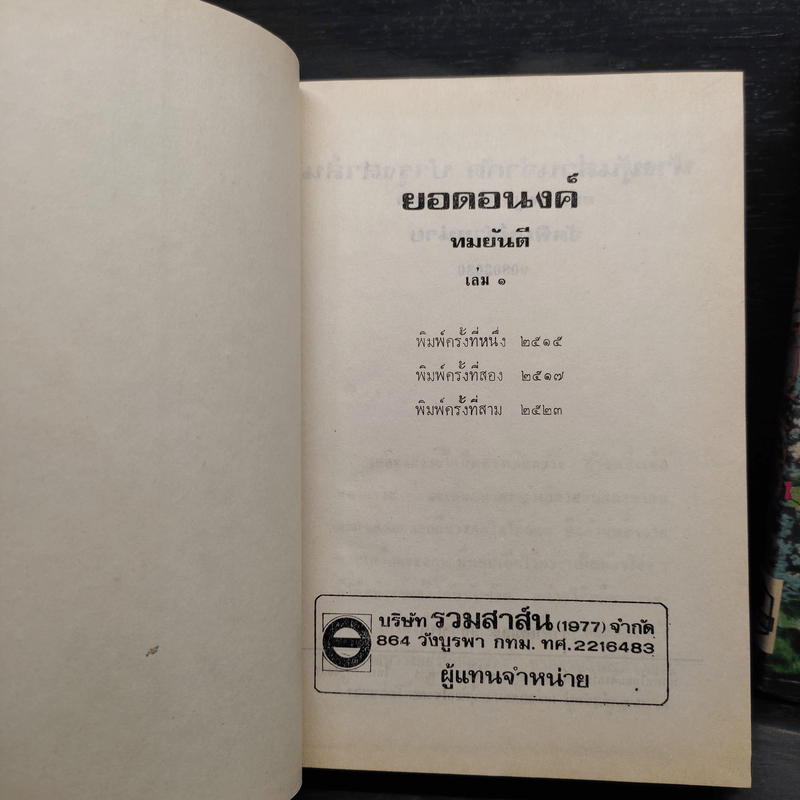 ยอดอนงค์
ทมยันตี
เล่ม ๑
พิมพ์ครั้งที่หนึ่ง ๒๕๑๕
พิมพ์ครั้งที่สอง ๒๕๑๗
พิมพ์ครั้งที่สาม ๒๕๒๓
บริษัท รวมสาส์น (1977) จำกัด
864 วังบูรพา กทม. ทศ. 2216483
ผู้แทนจำหน่าย